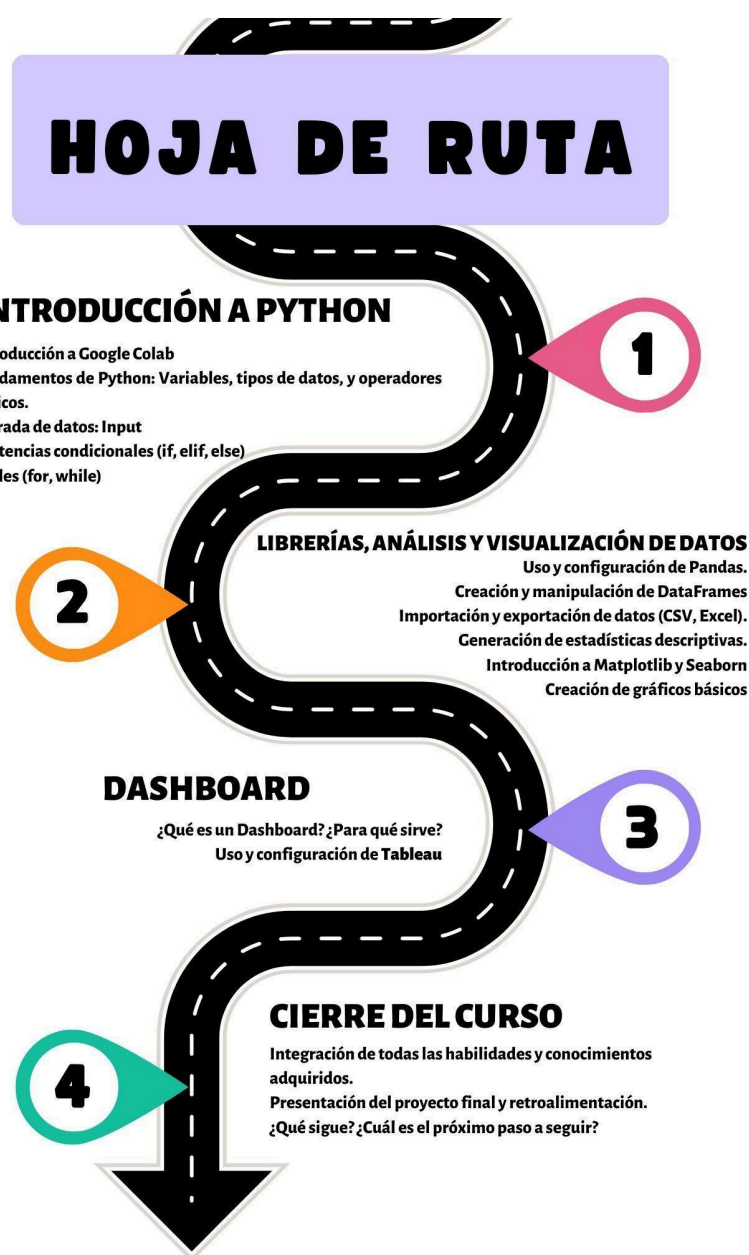 HOJA DE RUTA
NTRODUCCIÓN A PYTHON
oducción a Google Colab
damentos de Python: Variables, tipos de datos, y operadores
icos.
rada de datos: Input
tencias condicionales (if, elif, else)
les (for, while)
1
LIBRERÍAS, ANÁLISIS Y VISUALIZACIÓN DE DATOS
Uso y configuración de Pandas.
Creación y manipulación de DataFrames
Importación y exportación de datos (CSV, Excel).
Generación de estadísticas descriptivas.
Introducción a Matplotlib y Seaborn
Creación de gráficos básicos
2
DASHBOARD
¿Qué es un Dashboard? ¿Para qué sirve?
Uso y configuración de Tableau
3
CIERRE DEL CURSO
Integración de todas las habilidades y conocimientos
adquiridos.
Presentación del proyecto final y retroalimentación.
¿Qué sigue? ¿Cuál es el próximo paso a seguir?
4